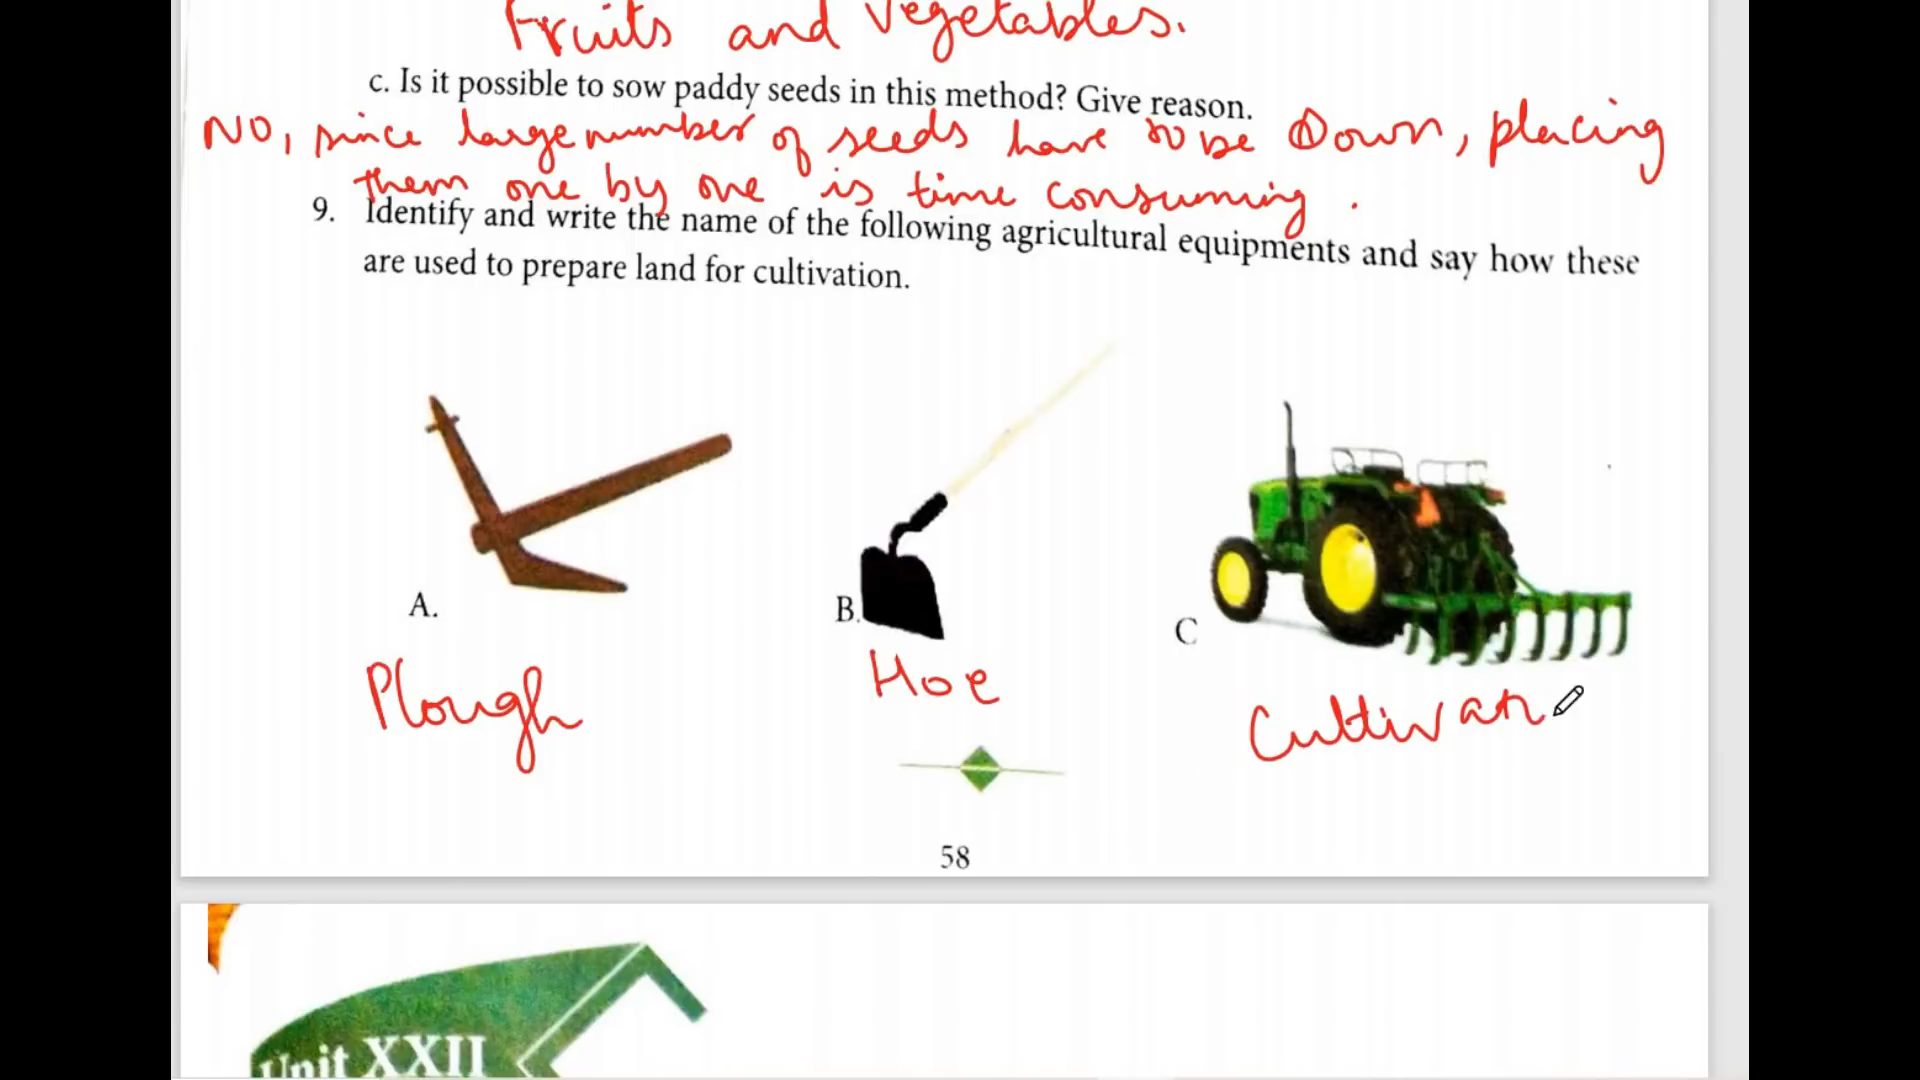 Fruits and Vegetables.
c. Is it possible to sow paddy seeds in this method? Give reason.
NO, since large number of seeds have to be Down, placing
them one by one is time consuming.
9. Identify and write the name of the following agricultural equipments and say how these
are used to prepare land for cultivation.
A.
B.
C
Plough
Hoe
58
Unit XXII